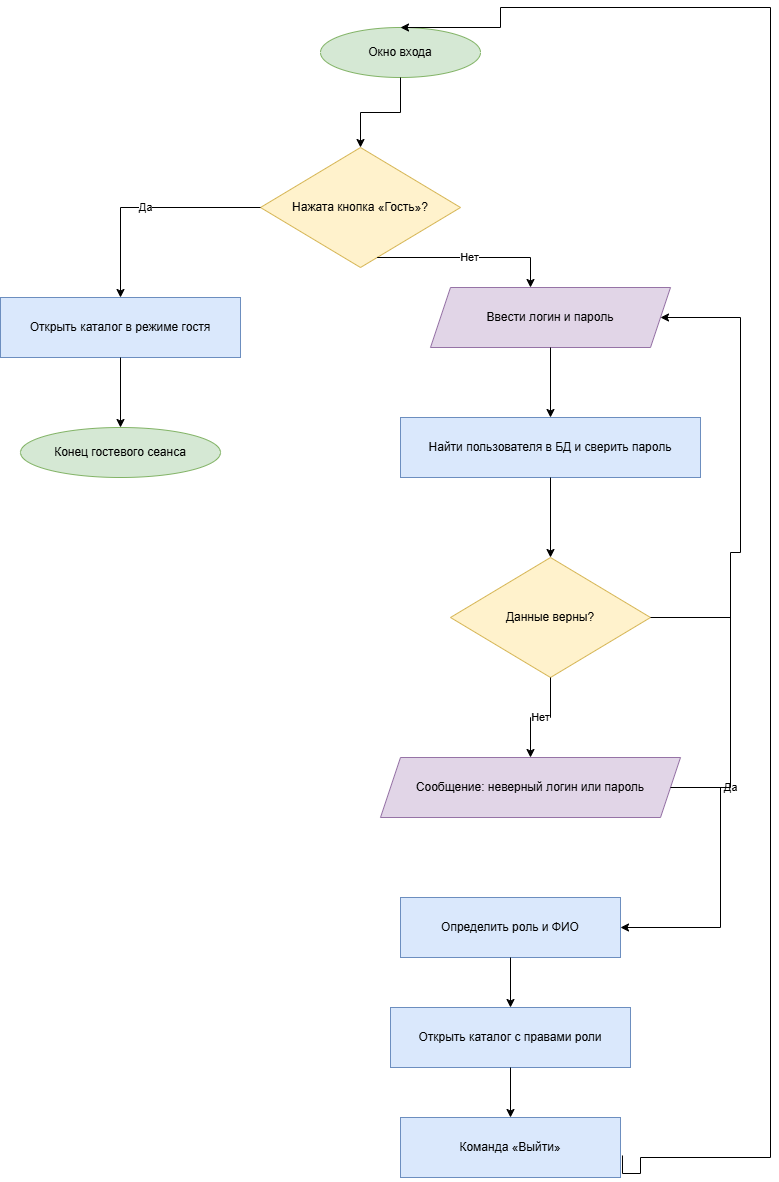 Окно входа
Нажата кнопка «Гость»?
Да
Нет
Ввести логин и пароль
Открыть каталог в режиме гостя
Найти пользователя в БД и сверить пароль
Конец гостевого сеанса
Данные верны?
Нет
Сообщение: неверный логин или пароль
Да
Определить роль и ФИО
Открыть каталог с правами роли
Команда «Выйти»